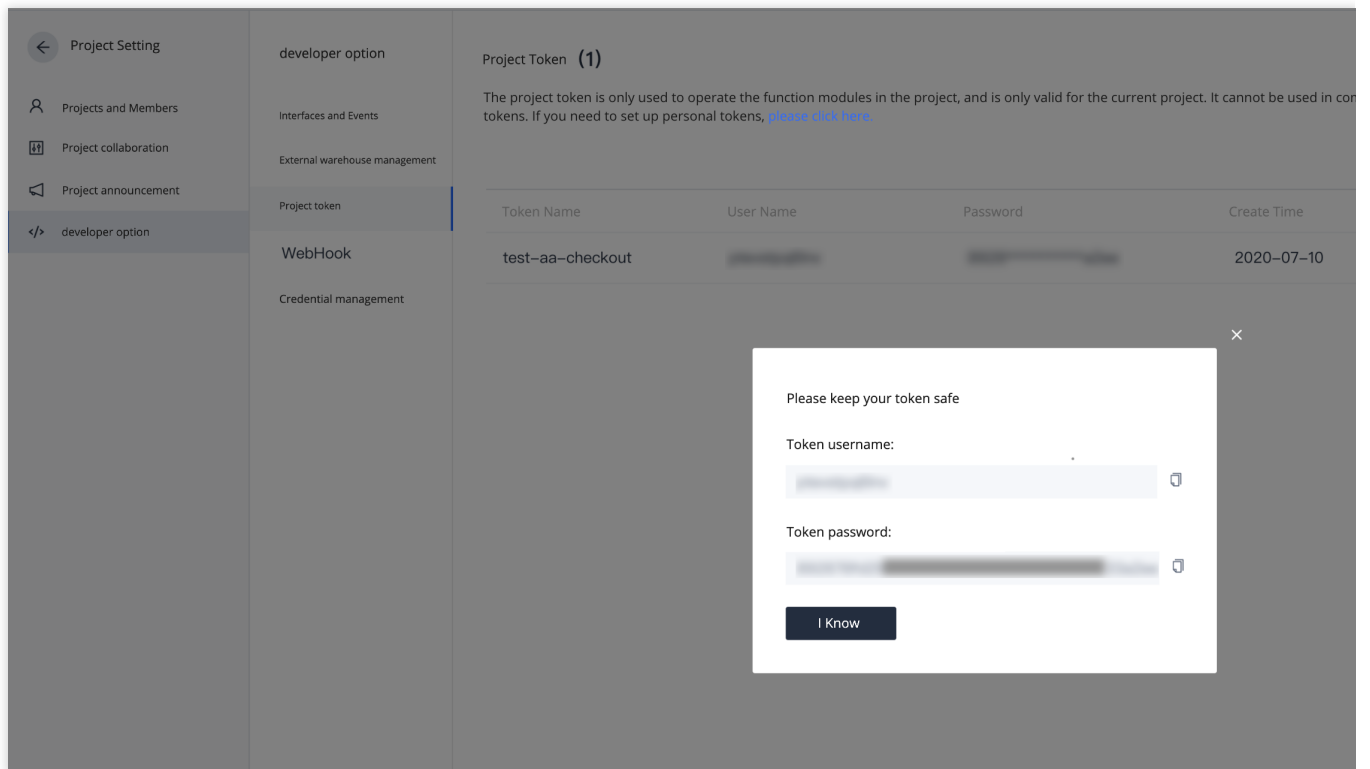 Project Setting
Projects and Members
Project collaboration
Project announcement
</> developer option
developer option
Interfaces and Events
External warehouse management
Project token
WebHook
Credential management
Project Token (1)
The project token is only used to operate the function modules in the project, and is only valid for the current project. It cannot be used in
tokens. If you need to set up personal tokens, please click here.
Token Name User Name Password Create Time
test-aa-checkout 2020-07-10
Please keep your token safe
Token username:
Token password:
I Know